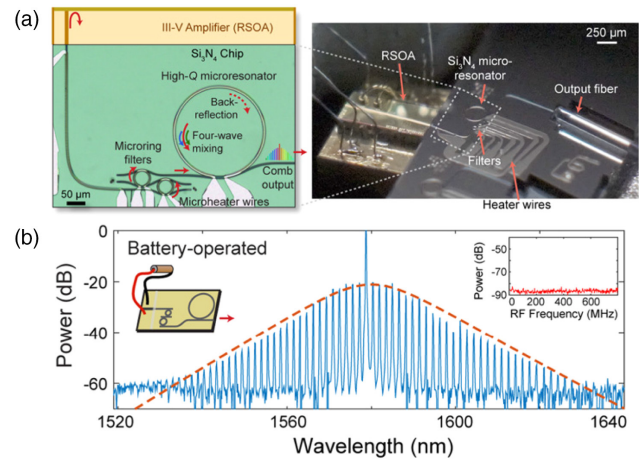 (a)
III-V Amplifier (RSOA)
Si₃N₄ Chip
High-Q microresonator
Back-
reflection
Four-wave
mixing
Microring
filters
Comb
output
50 µm
Microheater wires
250 µm
RSOA
Si₃N₄ micro-
resonator
Output fiber
Filters
Heater wires
(b)
Battery-operated
Power (dB)
0
-20
-40
-60
1520
1560
1600
1640
Wavelength (nm)
Power (dB)
-50
-70
-90
0
200
400
600
RF Frequency (MHz)